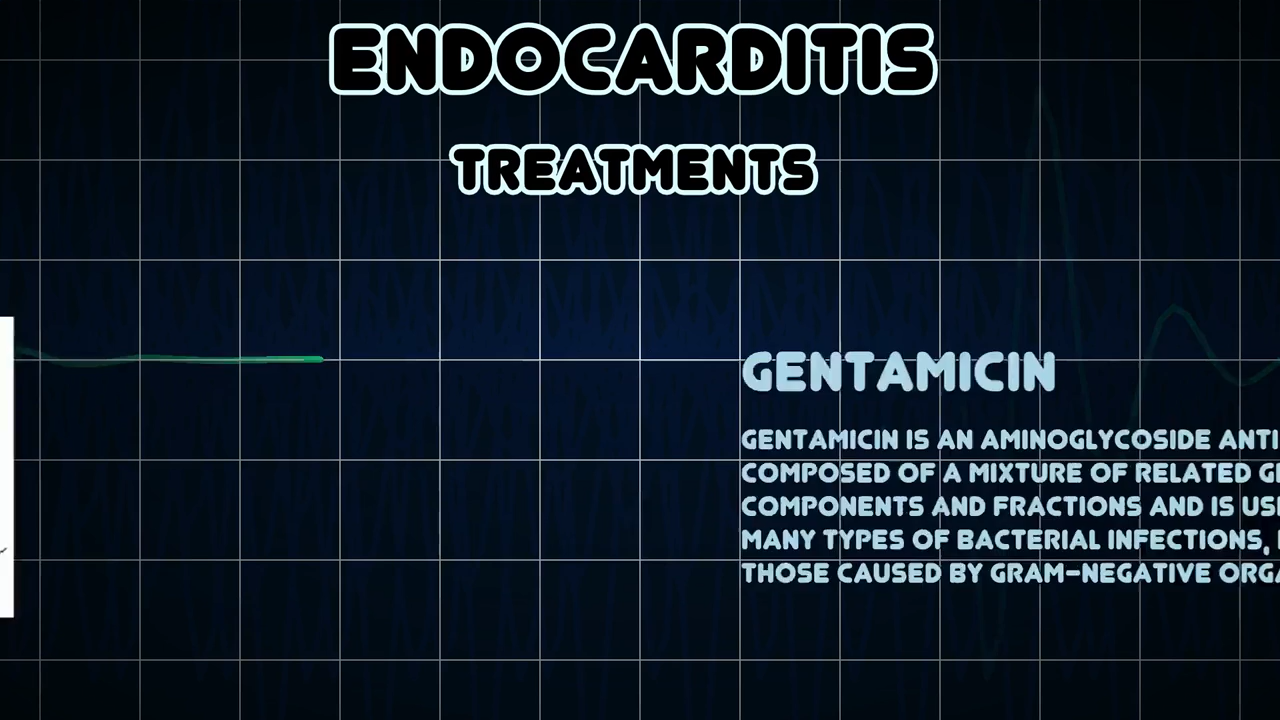 ENDOCARDITIS
TREATMENTS
GENTAMICIN
GENTAMICIN IS AN AMINOGLYCOSIDE ANTI
COMPOSED OF A MIXTURE OF RELATED
COMPONENTS AND FRACTIONS AND IS
MANY TYPES OF BACTERIAL INFECTIONS,
THOSE CAUSED BY GRAM-NEGATIVE